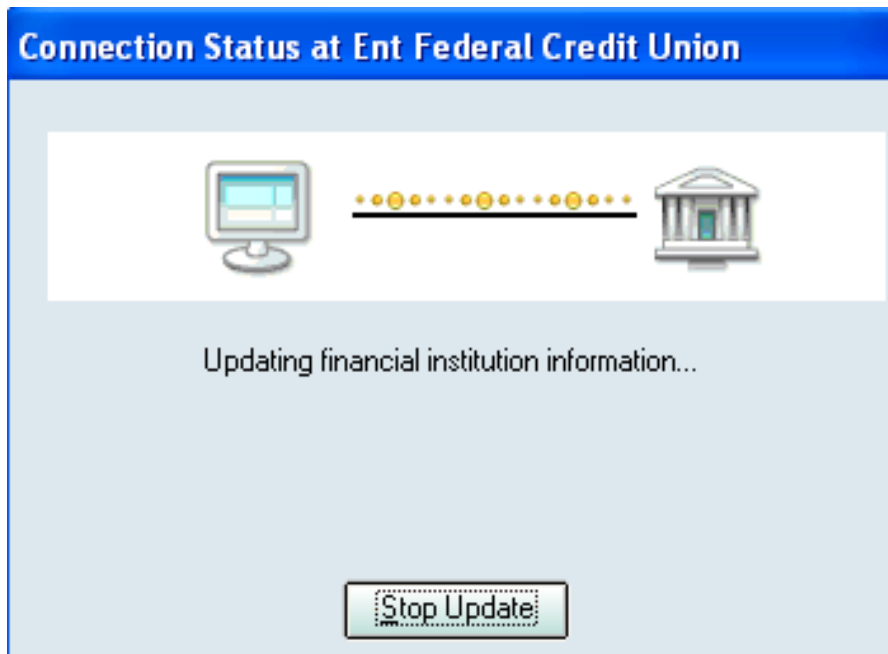 Connection Status at Ent Federal Credit Union
Updating financial institution information...
Stop Update